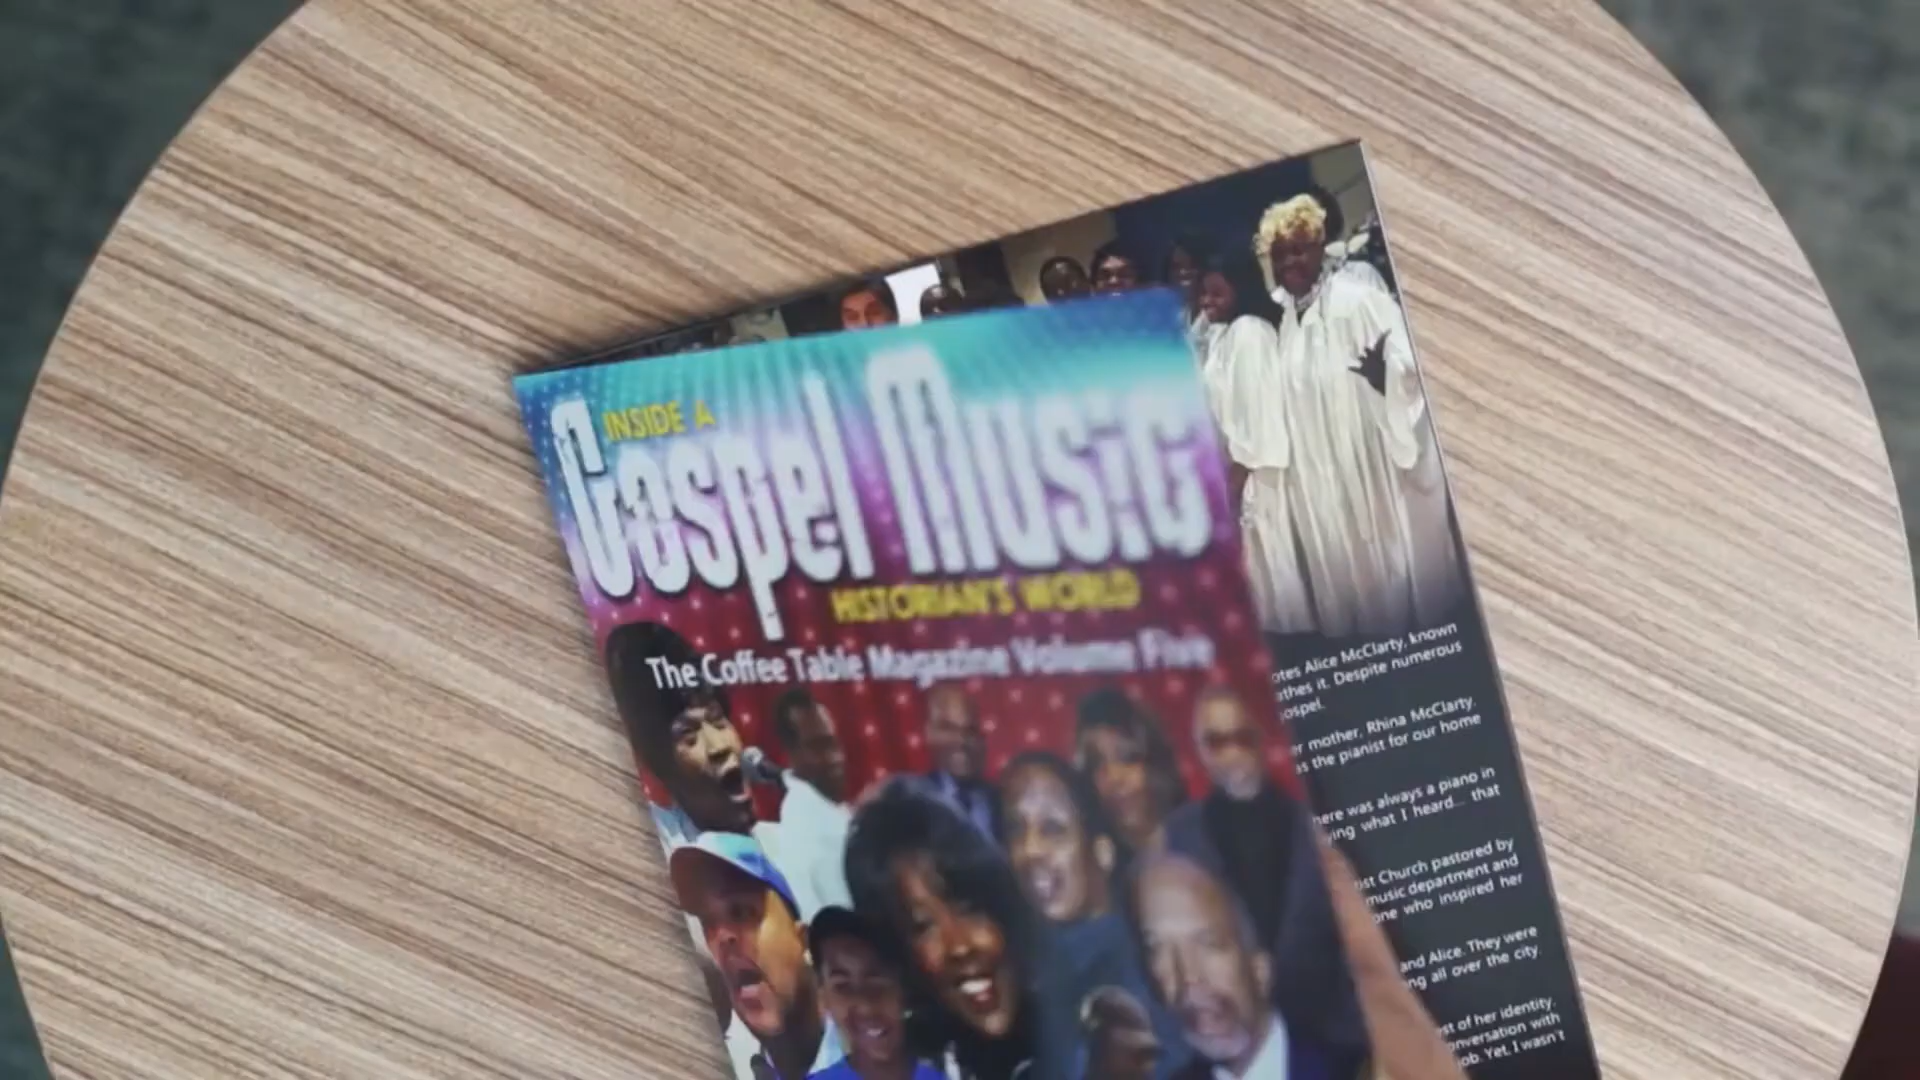 INSIDE A
Gospel Music
HISTORIAN'S WORLD
The Coffee Table Magazine Volume Five
otes Alice McClarty, known
athes it. Despite numerous
ospel.
er mother, Rhina McClarty.
as the pianist for our home
here was always a piano in
ying what I heard... that
ist Church pastored by
music department and
one who inspired her
and Alice. They were
ng all over the city.
st of her identity.
onversation with
job. Yet, I wasn't